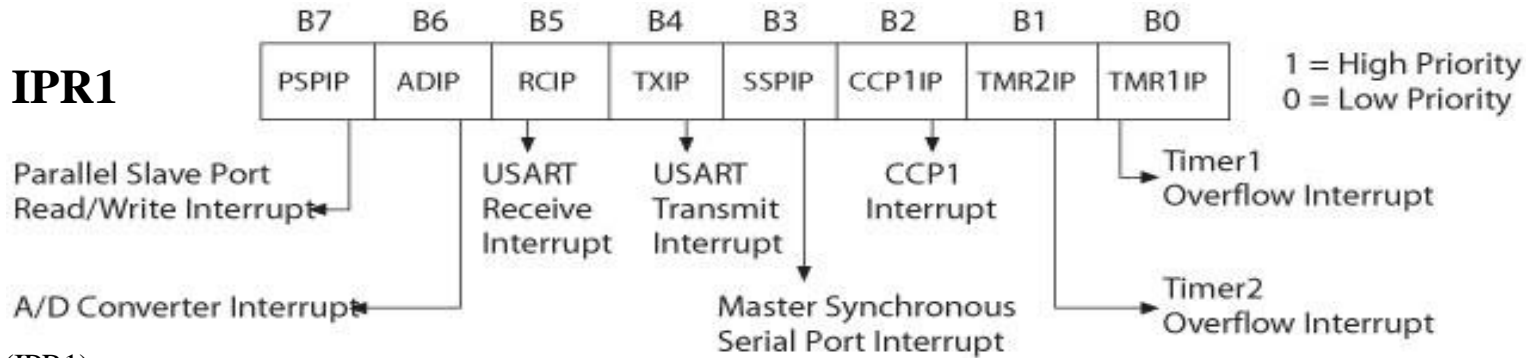 B7 B6 B5 B4 B3 B2 B1 B0
IPR1
PSPIP ADIP RCIP TXIP SSPIP CCP1IP TMR2IP TMR1IP
1 = High Priority
0 = Low Priority
Parallel Slave Port
Read/Write Interrupt
USART
Receive
Interrupt
USART
Transmit
Interrupt
CCP1
Interrupt
Timer1
Overflow Interrupt
A/D Converter Interrupt
Master Synchronous
Serial Port Interrupt
Timer2
Overflow Interrupt
(IPR1)